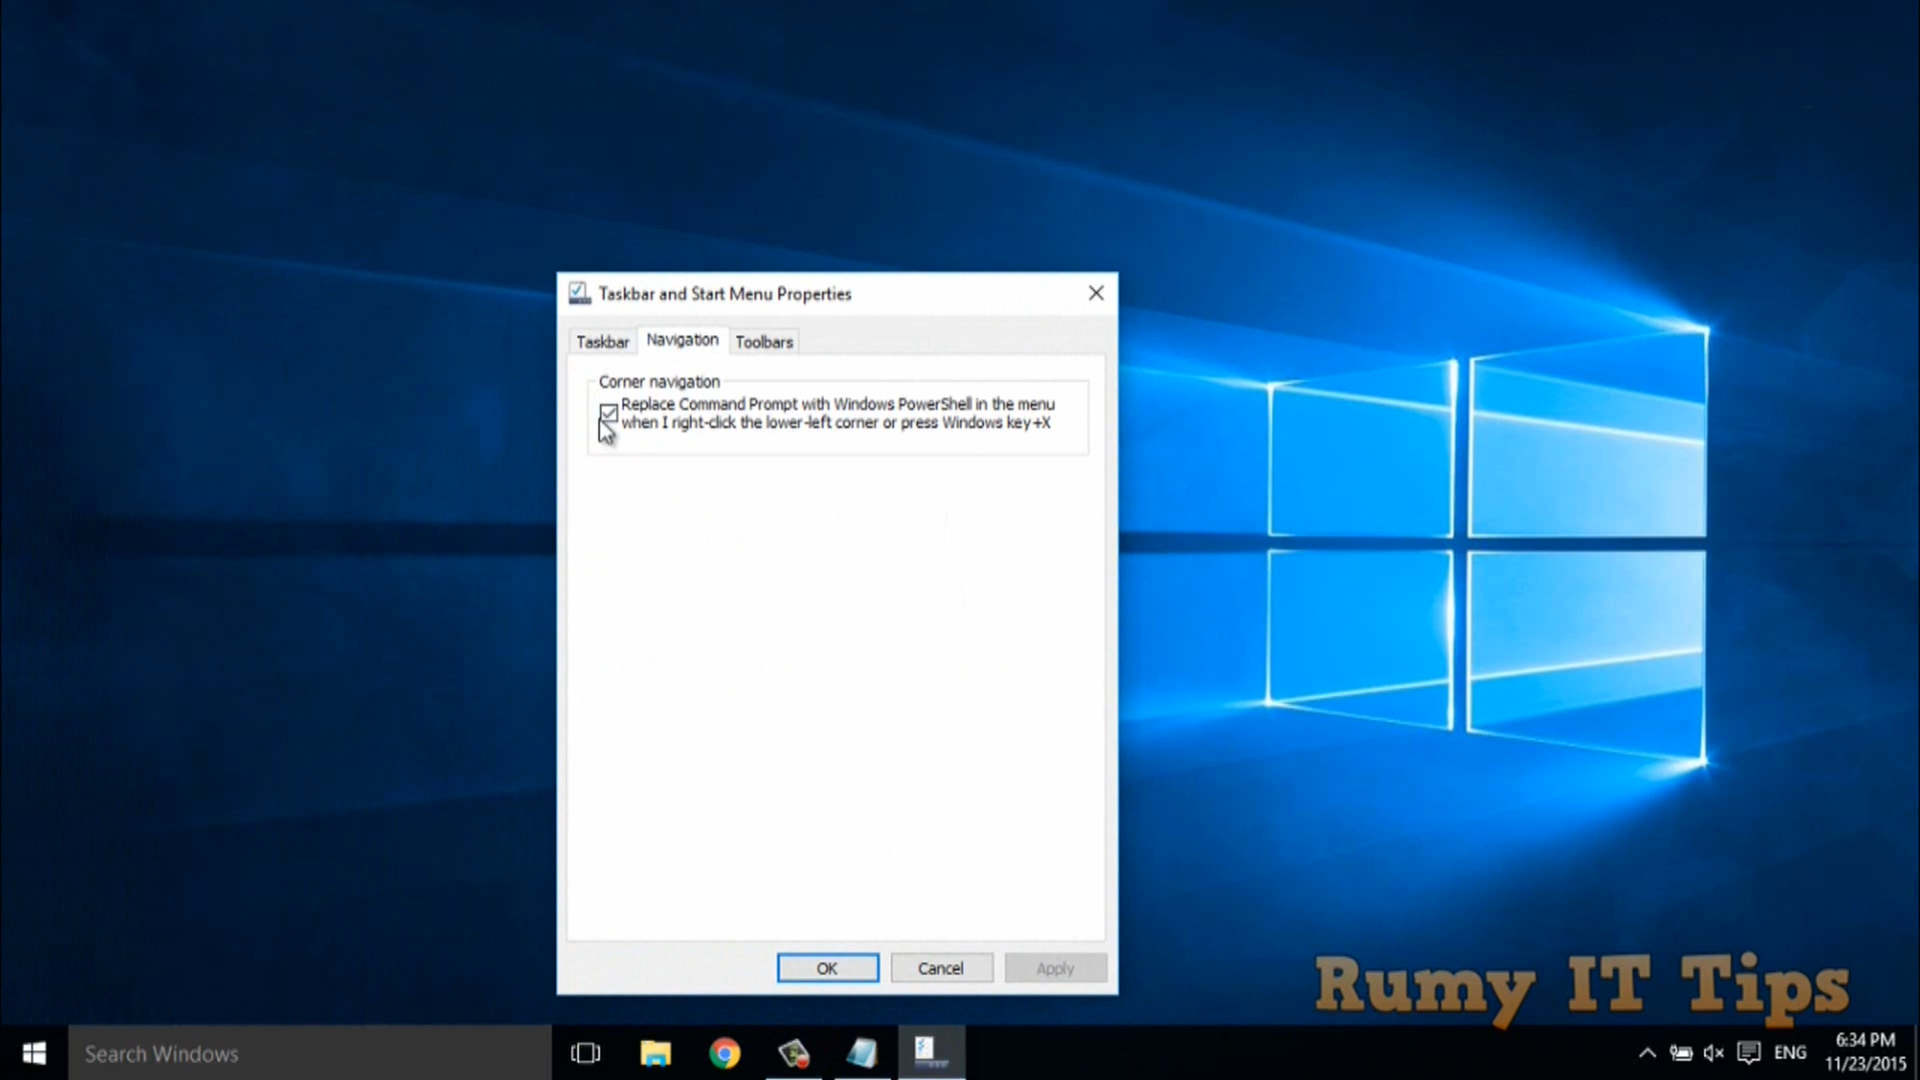 Taskbar and Start Menu Properties
Taskbar
Navigation
Toolbars
Corner navigation
Replace Command Prompt with Windows PowerShell in the menu
when I right-click the lower-left corner or press Windows key+X
OK
Cancel
Apply
Rumy IT Tips
Search Windows
ENG
6:34 PM
11/23/2015